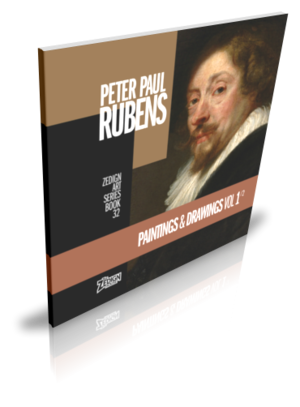 PETER PAUL
RUBENS
ZEDIGN
ART
SERIES
BOOK
32
PAINTINGS & DRAWINGS VOL 1
ZEDIGN